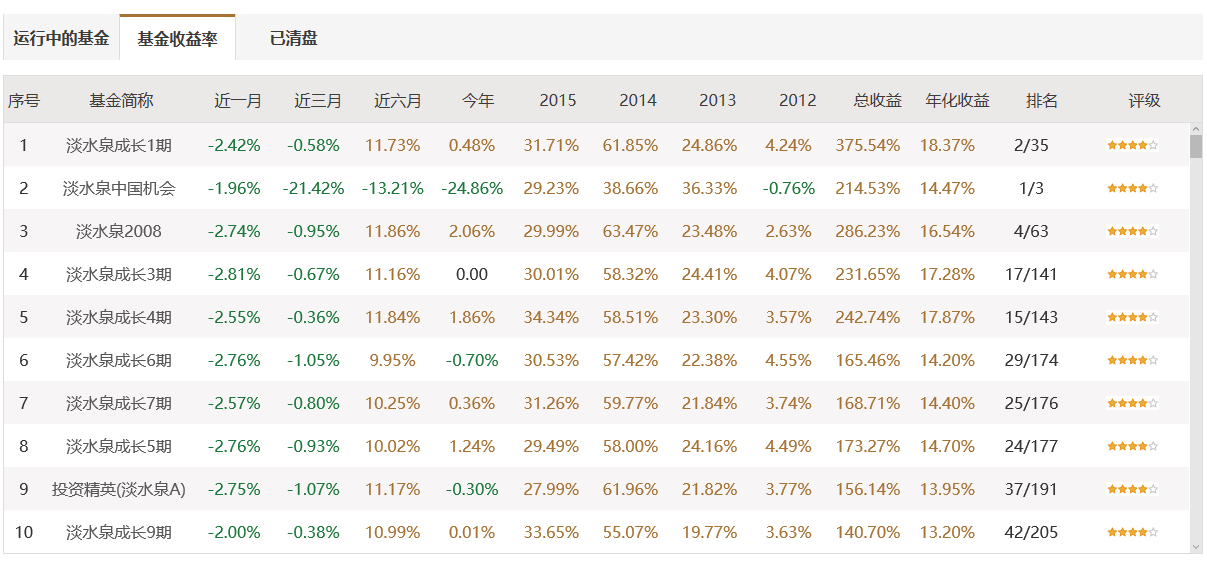 运行中的基金 基金收益率 已清盘
序号 基金简称 近一月 近三月 近六月 今年 2015 2014 2013 2012 总收益 年化收益 排名 评级
1 淡水泉成长1期 -2.42% -0.58% 11.73% 0.48% 31.71% 61.85% 24.86% 4.24% 375.54% 18.37% 2/35
2 淡水泉中国机会 -1.96% -21.42% -13.21% -24.86% 29.23% 38.66% 36.33% -0.76% 214.53% 14.47% 1/3
3 淡水泉2008 -2.74% -0.95% 11.86% 2.06% 29.99% 63.47% 23.48% 2.63% 286.23% 16.54% 4/63
4 淡水泉成长3期 -2.81% -0.67% 11.16% 0.00 30.01% 58.32% 24.41% 4.07% 231.65% 17.28% 17/141
5 淡水泉成长4期 -2.55% -0.36% 11.84% 1.86% 34.34% 58.51% 23.30% 3.57% 242.74% 17.87% 15/143
6 淡水泉成长6期 -2.76% -1.05% 9.95% -0.70% 30.53% 57.42% 22.38% 4.55% 165.46% 14.20% 29/174
7 淡水泉成长7期 -2.57% -0.80% 10.25% 0.36% 31.26% 59.77% 21.84% 3.74% 168.71% 14.40% 25/176
8 淡水泉成长5期 -2.76% -0.93% 10.02% 1.24% 29.49% 58.00% 24.16% 4.49% 173.27% 14.70% 24/177
9 投资精英(淡水泉A) -2.75% -1.07% 11.17% -0.30% 27.99% 61.96% 21.82% 3.77% 156.14% 13.95% 37/191
10 淡水泉成长9期 -2.00% -0.38% 10.99% 0.01% 33.65% 55.07% 19.77% 3.63% 140.70% 13.20% 42/205